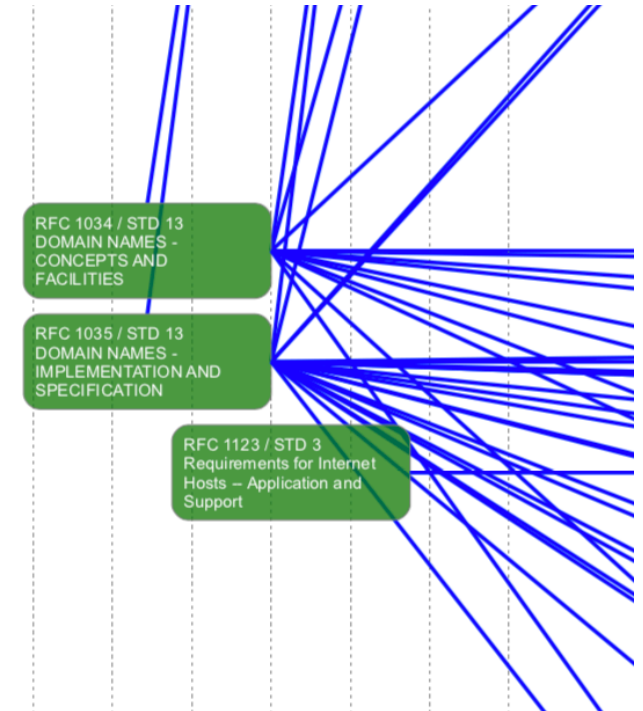 RFC 1034 / STD 13
DOMAIN NAMES -
CONCEPTS AND
FACILITIES
RFC 1035 / STD 13
DOMAIN NAMES -
IMPLEMENTATION AND
SPECIFICATION
RFC 1123 / STD 3
Requirements for Internet
Hosts – Application and
Support